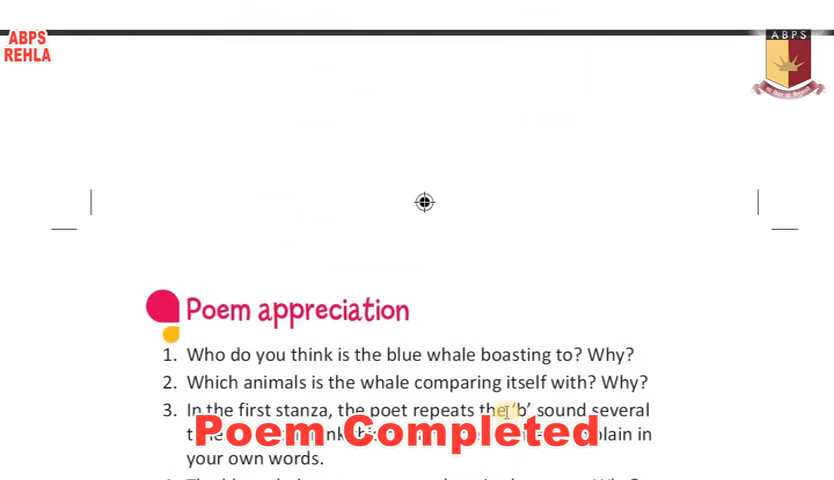 ABPS
REHLA
ABPS
Poem appreciation
1. Who do you think is the blue whale boasting to? Why?
2. Which animals is the whale comparing itself with? Why?
3. In the first stanza, the poet repeats the ‘b’ sound several
Poem Completed
in
your own words.